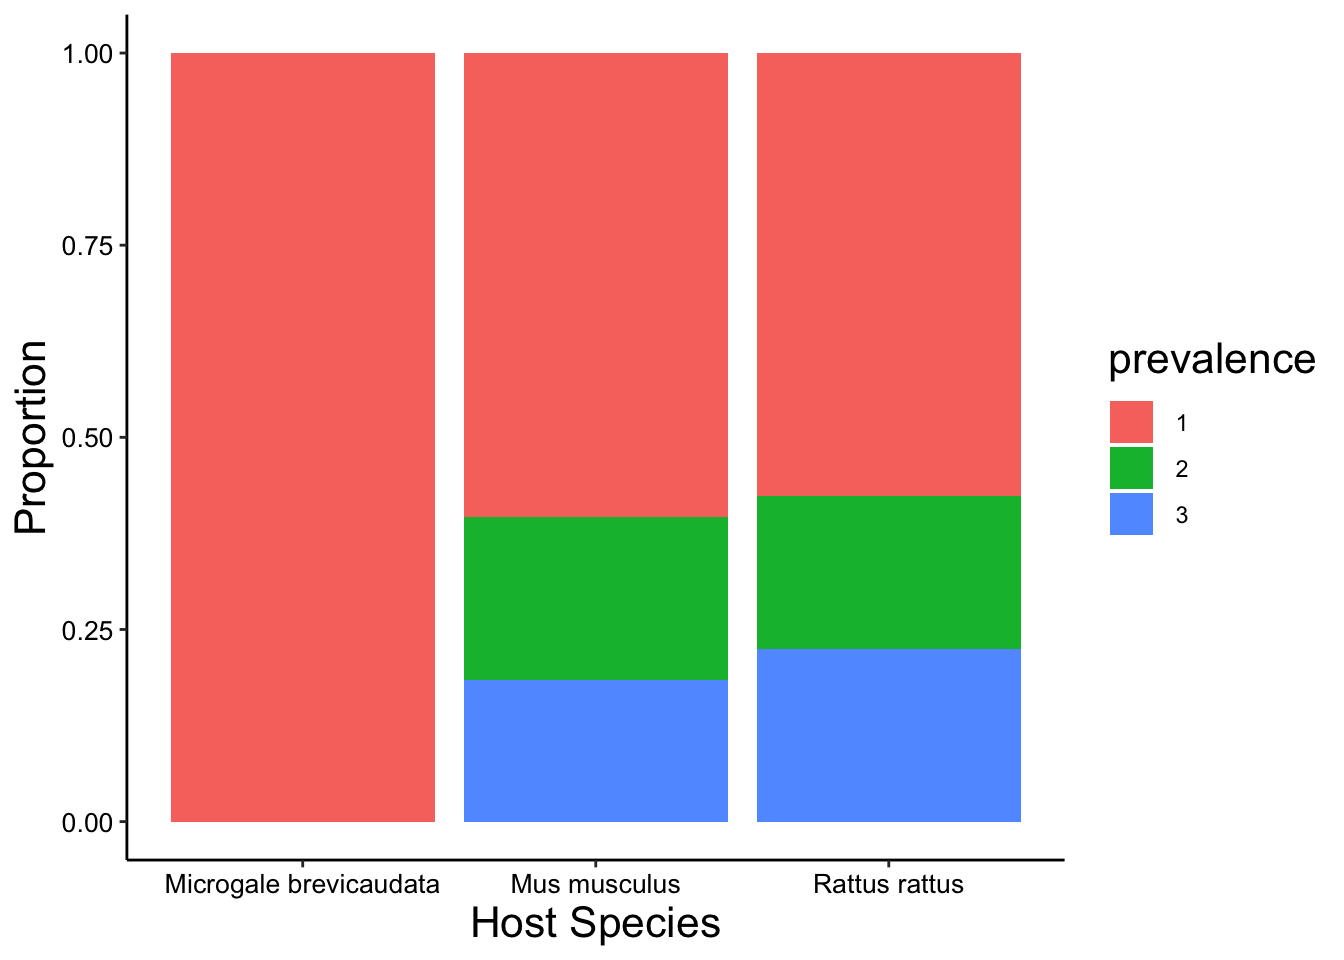 Proportion
1.00
0.75
0.50
0.25
0.00
Microgale brevicaudata
Mus musculus
Rattus rattus
Host Species
prevalence
1
2
3